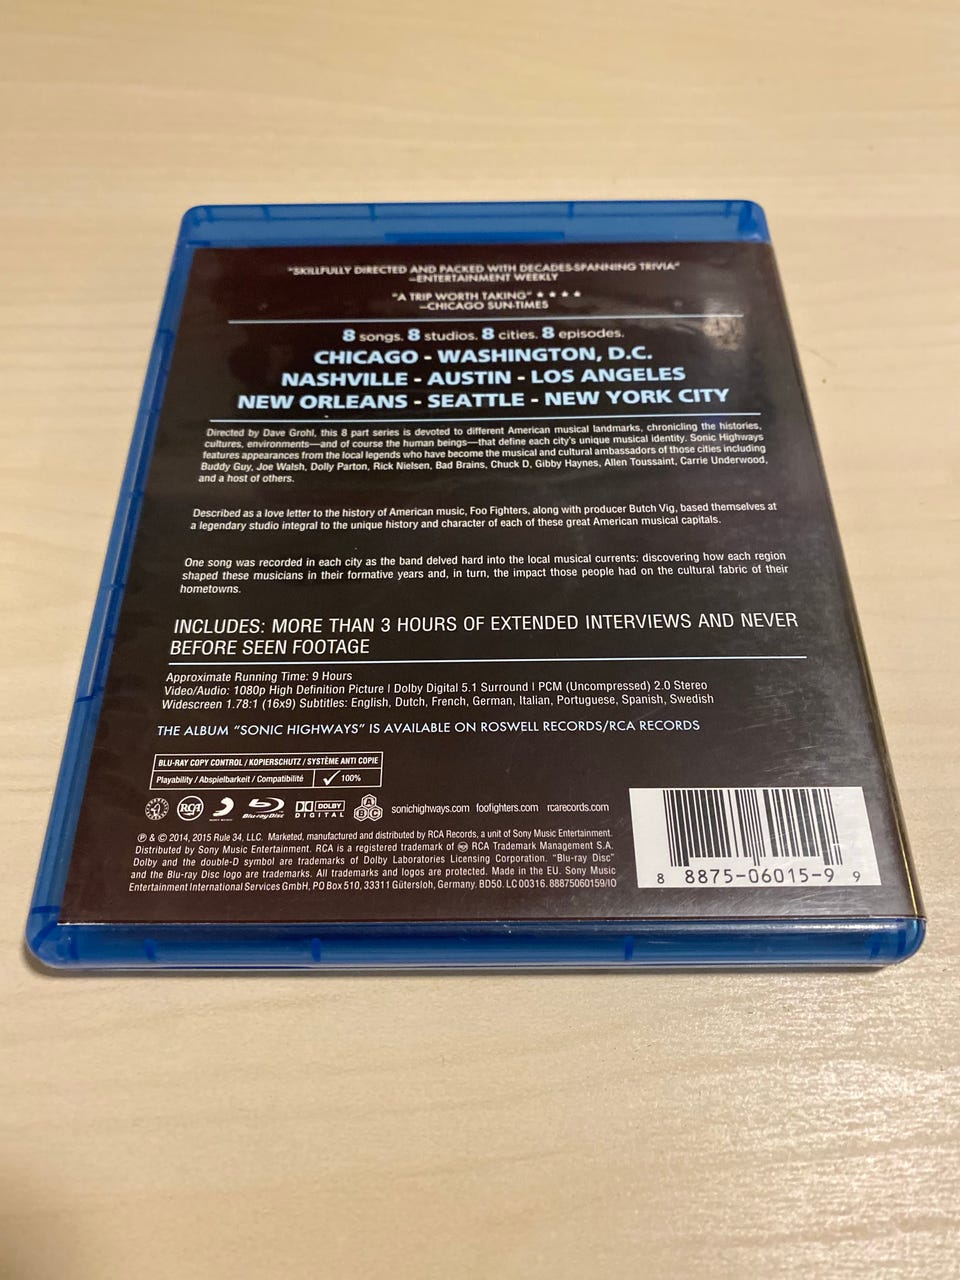 "SKILLFULLY DIRECTED AND PACKED WITH DECADES-SPANNING TRIVIA"
–ENTERTAINMENT WEEKLY
"A TRIP WORTH TAKING" ★ ★ ★ ★
–CHICAGO SUN-TIMES
8 songs. 8 studios. 8 cities. 8 episodes.
CHICAGO - WASHINGTON, D.C.
NASHVILLE - AUSTIN - LOS ANGELES
NEW ORLEANS - SEATTLE - NEW YORK CITY
Directed by Dave Grohl, this 8 part series is devoted to different American musical landmarks, chronicling the histories,
cultures, environments—and of course the human beings—that define each city's unique musical identity. Sonic Highways
features appearances from the local legends who have become the musical and cultural ambassadors of those cities including
Buddy Guy, Joe Walsh, Dolly Parton, Rick Nielsen, Bad Brains, Chuck D, Gibby Haynes, Allen Toussaint, Carrie Underwood,
and a host of others.
Described as a love letter to the history of American music, Foo Fighters, along with producer Butch Vig, based themselves at
a legendary studio integral to the unique history and character of each of these great American musical capitals.
One song was recorded in each city as the band delved hard into the local musical currents: discovering how each region
shaped these musicians in their formative years and, in turn, the impact those people had on the cultural fabric of their
hometowns.
INCLUDES: MORE THAN 3 HOURS OF EXTENDED INTERVIEWS AND NEVER
BEFORE SEEN FOOTAGE
Approximate Running Time: 9 Hours
Video/Audio: 1080p High Definition Picture | Dolby Digital 5.1 Surround | PCM (Uncompressed) 2.0 Stereo
Widescreen 1.78:1 (16x9) Subtitles: English, Dutch, French, German, Italian, Portuguese, Spanish, Swedish
THE ALBUM "SONIC HIGHWAYS" IS AVAILABLE ON ROSWELL RECORDS/RCA RECORDS
BLU-RAY COPY CONTROL / KOPIERSCHUTZ / SYSTÈME ANTI COPIE
Playability / Abspielbarkeit / Compatibilité ✓ 100%
RCA Blu-ray Disc DOLBY DIGITAL ABC sonichighways.com foofighters.com rcarecords.com
℗ & © 2014, 2015 Rule 34, LLC. Marketed, manufactured and distributed by RCA Records, a unit of Sony Music Entertainment.
Distributed by Sony Music Entertainment. RCA is a registered trademark of RCA Trademark Management S.A.
Dolby and the double-D symbol are trademarks of Dolby Laboratories Licensing Corporation. "Blu-ray Disc"
and the Blu-ray Disc logo are trademarks. All trademarks and logos are protected. Made in the EU. Sony Music
Entertainment International Services GmbH, PO Box 510, 33311 Gütersloh, Germany. BD50. LC 00316. 88875060159/10
8 8875-06015-9 9